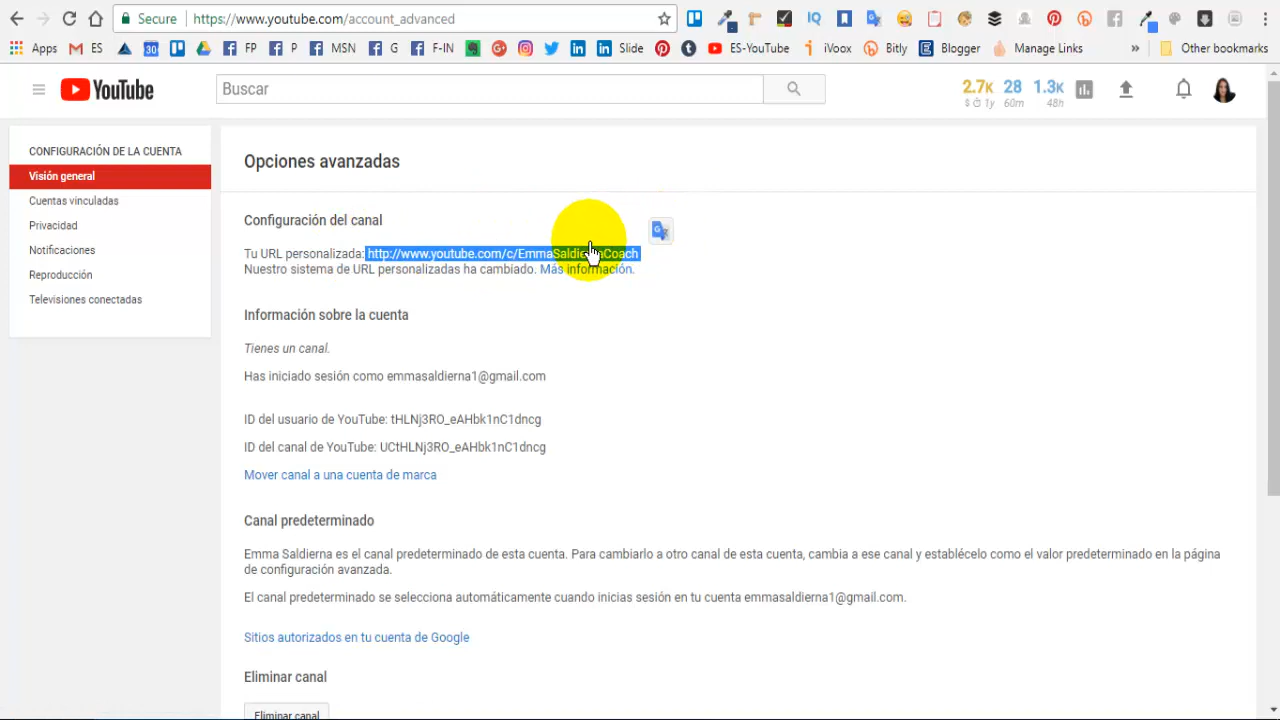 Secure https://www.youtube.com/account_advanced
Apps ES FP P MSN G F-IN Slide ES-YouTube iVoox Bitly Blogger Manage Links » Other bookmarks
YouTube Buscar 2.7K 28 1.3K
$ 1y 60m 48h
CONFIGURACIÓN DE LA CUENTA
Visión general
Cuentas vinculadas
Privacidad
Notificaciones
Reproducción
Televisiones conectadas
Opciones avanzadas
Configuración del canal
Tu URL personalizada: http://www.youtube.com/c/EmmaSaldiernaCoach
Nuestro sistema de URL personalizadas ha cambiado. Más información.
Información sobre la cuenta
Tienes un canal.
Has iniciado sesión como emmasaldierna1@gmail.com
ID del usuario de YouTube: tHLNj3RO_eAHbk1nC1dncg
ID del canal de YouTube: UCtHLNj3RO_eAHbk1nC1dncg
Mover canal a una cuenta de marca
Canal predeterminado
Emma Saldierna es el canal predeterminado de esta cuenta. Para cambiarlo a otro canal de esta cuenta, cambia a ese canal y establécelo como el valor predeterminado en la página
de configuración avanzada.
El canal predeterminado se selecciona automáticamente cuando inicias sesión en tu cuenta emmasaldierna1@gmail.com.
Sitios autorizados en tu cuenta de Google
Eliminar canal
Eliminar canal